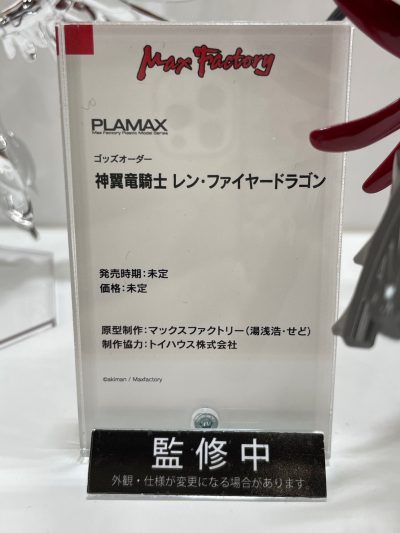 Max Factory
PLAMAX
Max Factory Plastic Model Series
ゴッズオーダー
神翼竜騎士 レン・ファイヤードラゴン
発売時期：未定
価格：未定
原型制作：マックスファクトリー（湯浅浩・せど）
制作協力：トイハウス株式会社
©akiman / Maxfactory
監修中
外観・仕様が変更になる場合があります。